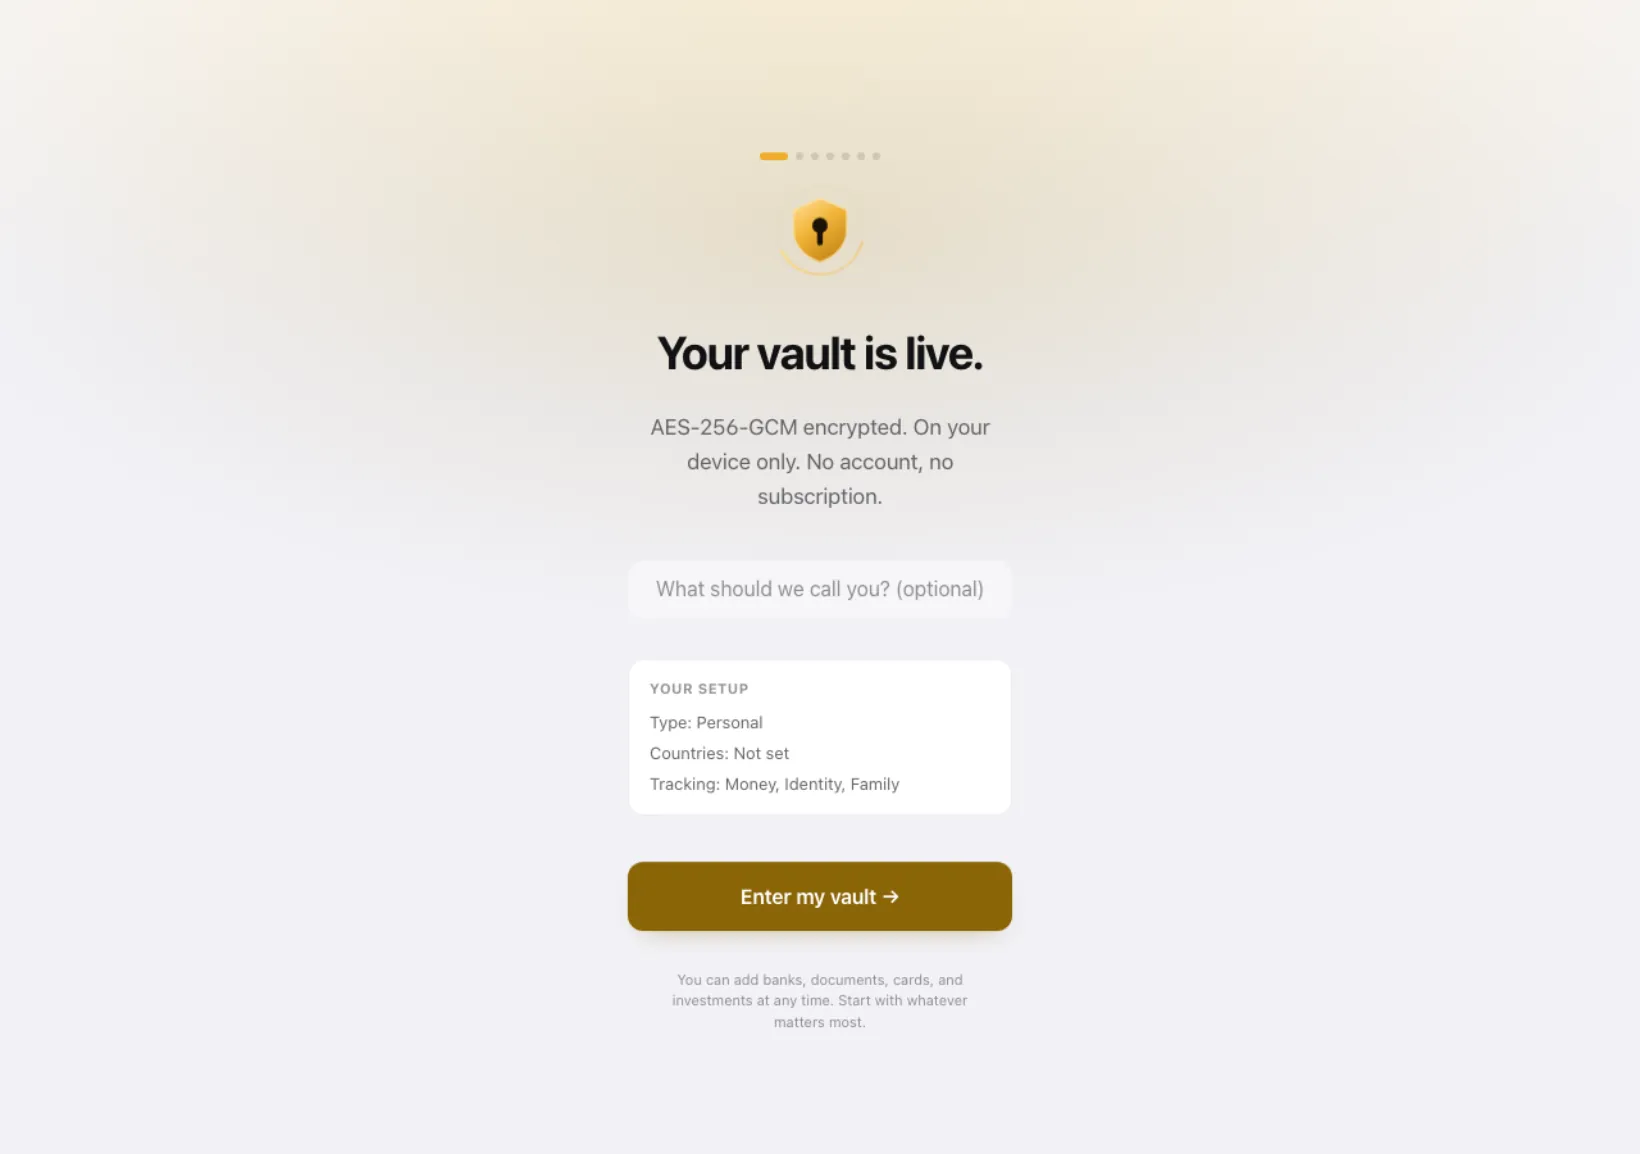 Your vault is live.
AES-256-GCM encrypted. On your
device only. No account, no
subscription.
What should we call you? (optional)
YOUR SETUP
Type: Personal
Countries: Not set
Tracking: Money, Identity, Family
Enter my vault →
You can add banks, documents, cards, and
investments at any time. Start with whatever
matters most.